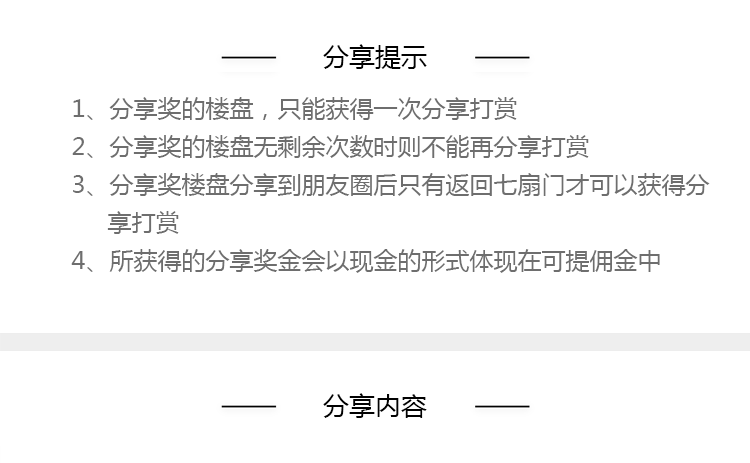 分享提示
1、分享奖的楼盘，只能获得一次分享打赏
2、分享奖的楼盘无剩余次数时则不能再分享打赏
3、分享奖楼盘分享到朋友圈后只有返回七扇门才可以获得分
享打赏
4、所获得的分享奖金会以现金的形式体现在可提佣金中
分享内容